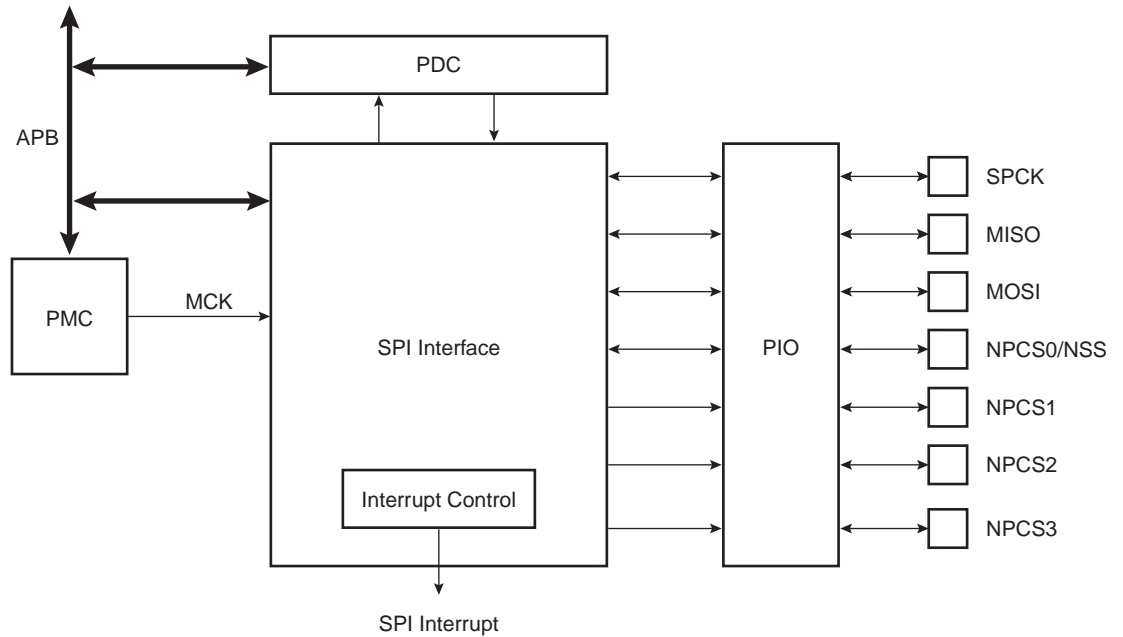 PDC
APB
SPCK
MISO
MCK
MOSI
PMC
SPI Interface
PIO
NPCS0/NSS
NPCS1
NPCS2
Interrupt Control
NPCS3
SPI Interrupt